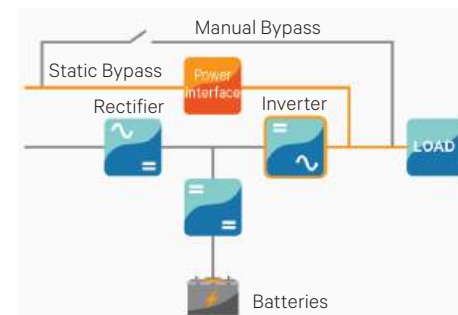 Manual Bypass
Static Bypass
Power
Interface
Rectifier
Inverter
LOAD
Batteries